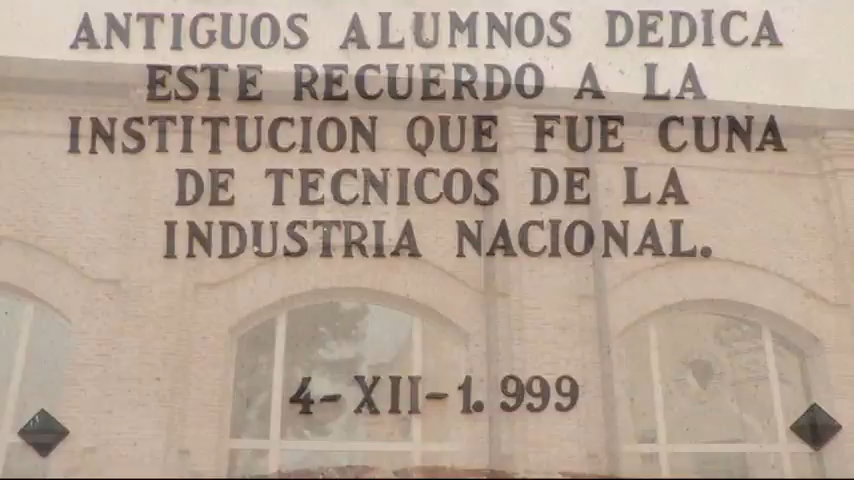 ANTIGUOS ALUMNOS DEDICA
ESTE RECUERDO A LA
INSTITUCION QUE FUE CUNA
DE TECNICOS DE LA
INDUSTRIA NACIONAL.
4-XII-1.999